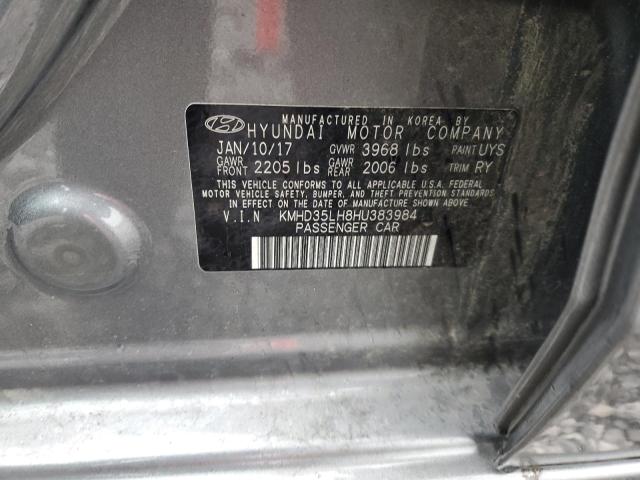 MANUFACTURED IN KOREA BY
HYUNDAI MOTOR COMPANY
JAN/10/17 GVWR 3968 lbs PAINT UYS
GAWR FRONT 2205 lbs GAWR REAR 2006 lbs TRIM RY
THIS VEHICLE CONFORMS TO ALL APPLICABLE U.S.A. FEDERAL
MOTOR VEHICLE SAFETY, BUMPER, AND THEFT PREVENTION STANDARDS
IN EFFECT ON THE DATE OF MANUFACTURE SHOWN ABOVE.
V.I.N KMHD35LH8HU383984
PASSENGER CAR